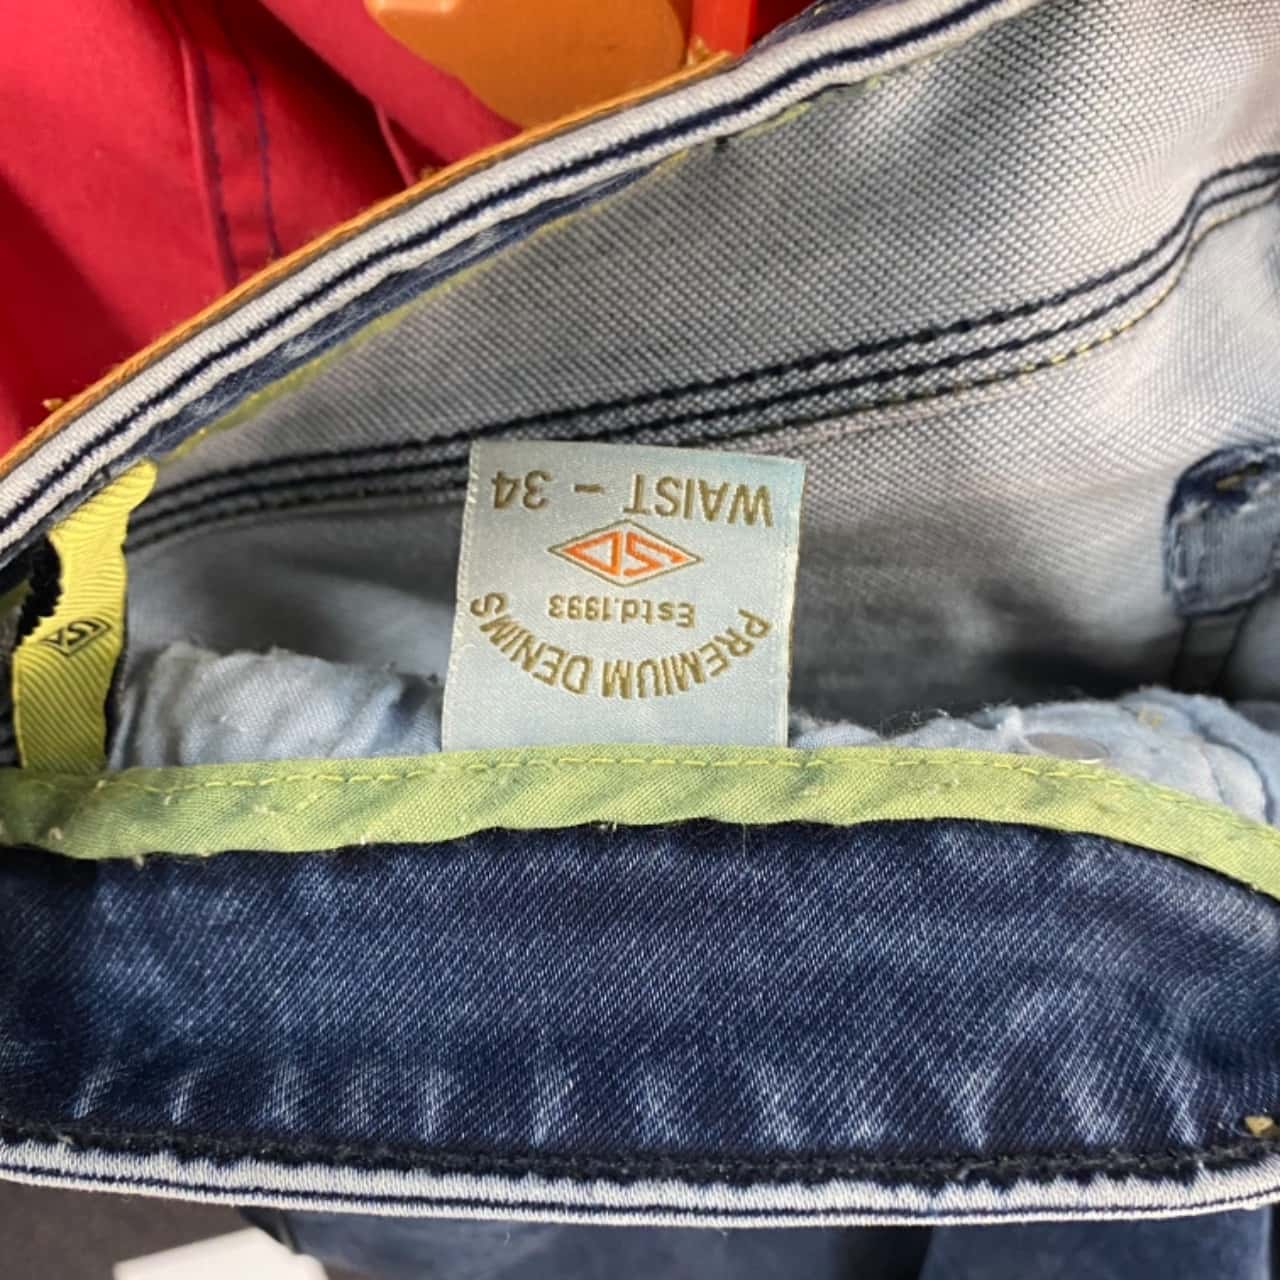 PREMIUM DENIMS
Estd.1993
SD
WAIST - 34